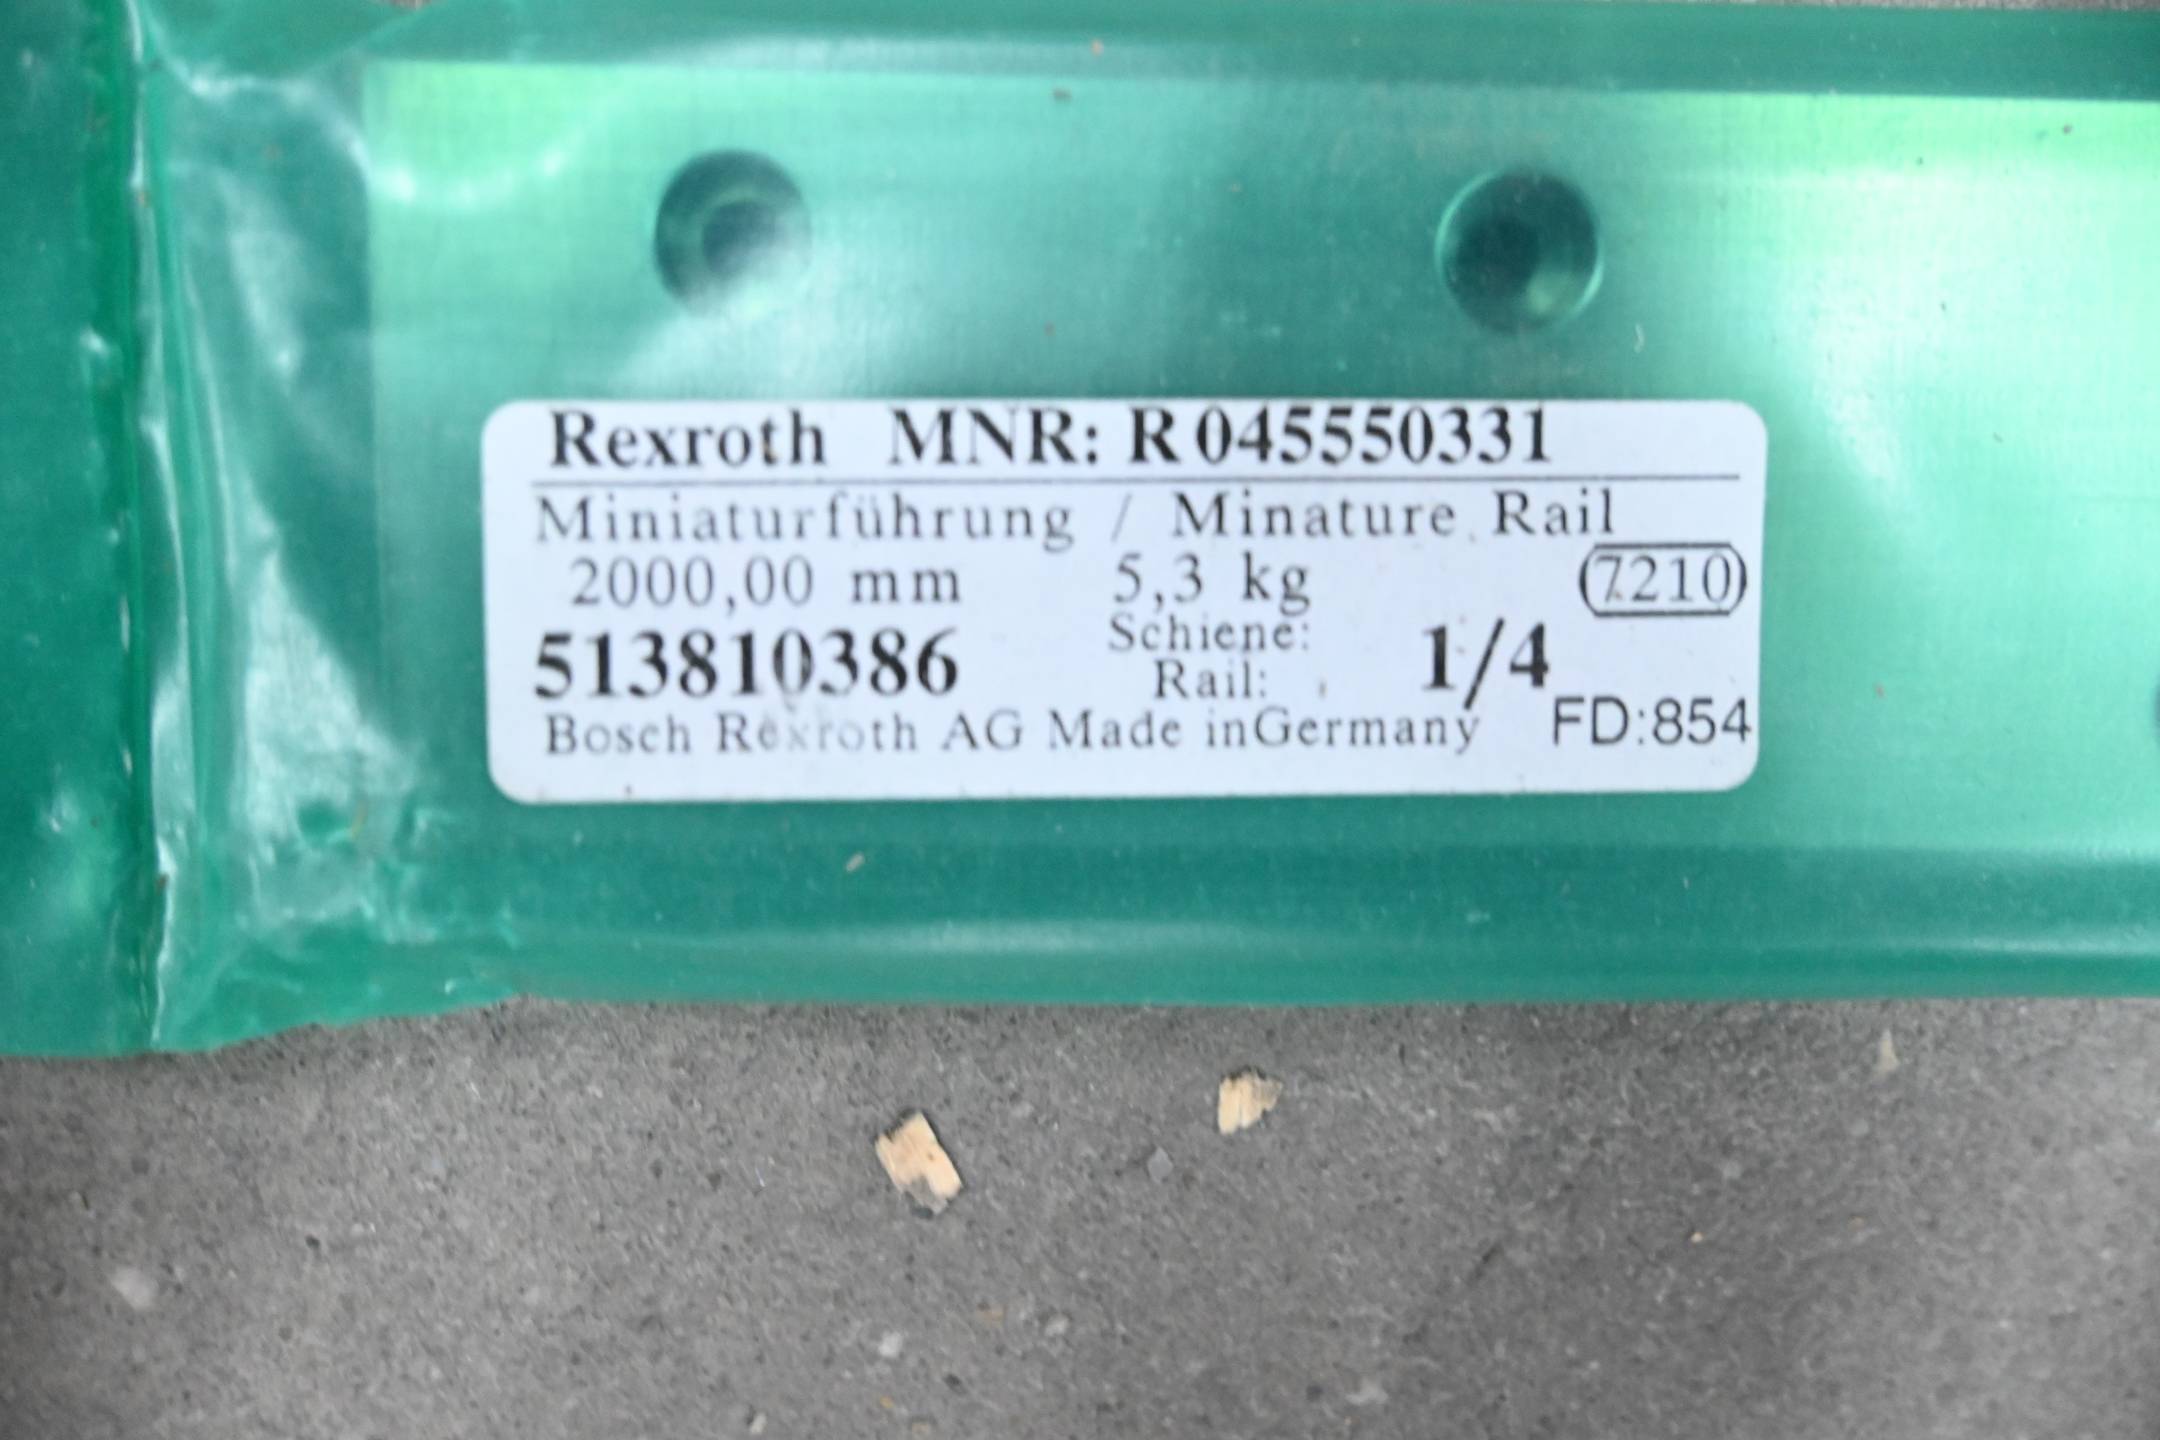 Rexroth MNR: R045550331
Miniaturführung / Minature Rail
2000,00 mm 5,3 kg 7210
Schiene:
513810386 Rail: 1/4
Bosch Rexroth AG Made inGermany FD:854